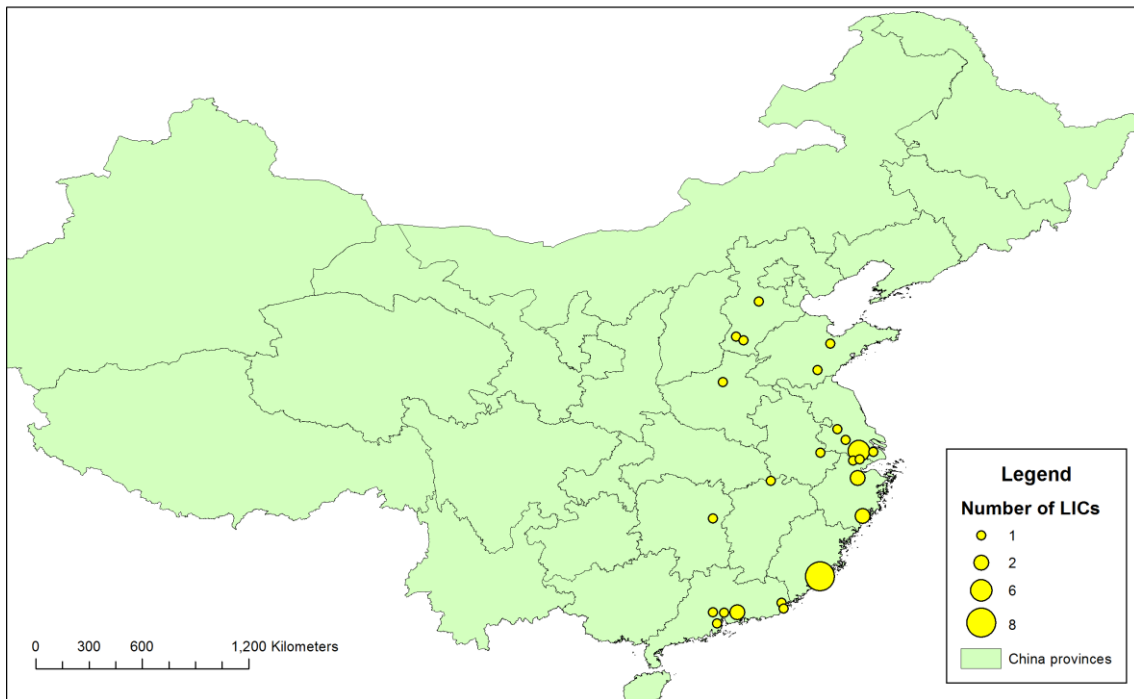 Legend
Number of LICs
1
2
6
8
China provinces
0 300 600 1,200 Kilometers